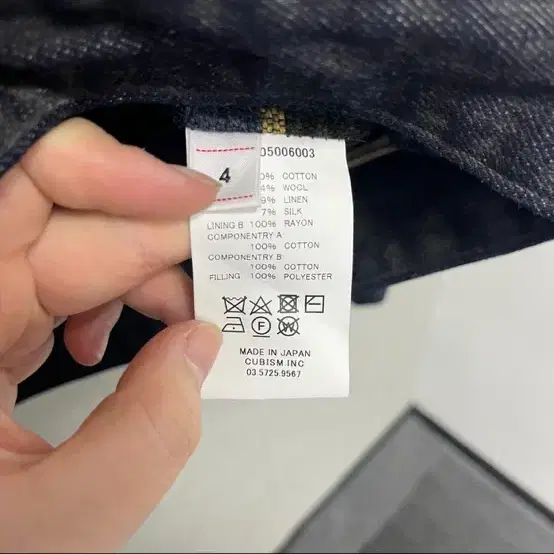 4
05006003
0% COTTON
4% WOOL
9% LINEN
7% SILK
LINING B 100% RAYON
COMPONENTRY A
100% COTTON
COMPONENTRY B
100% COTTON
FILLING 100% POLYESTER
F
W
MADE IN JAPAN
CUBISM.INC
03.5725.9567